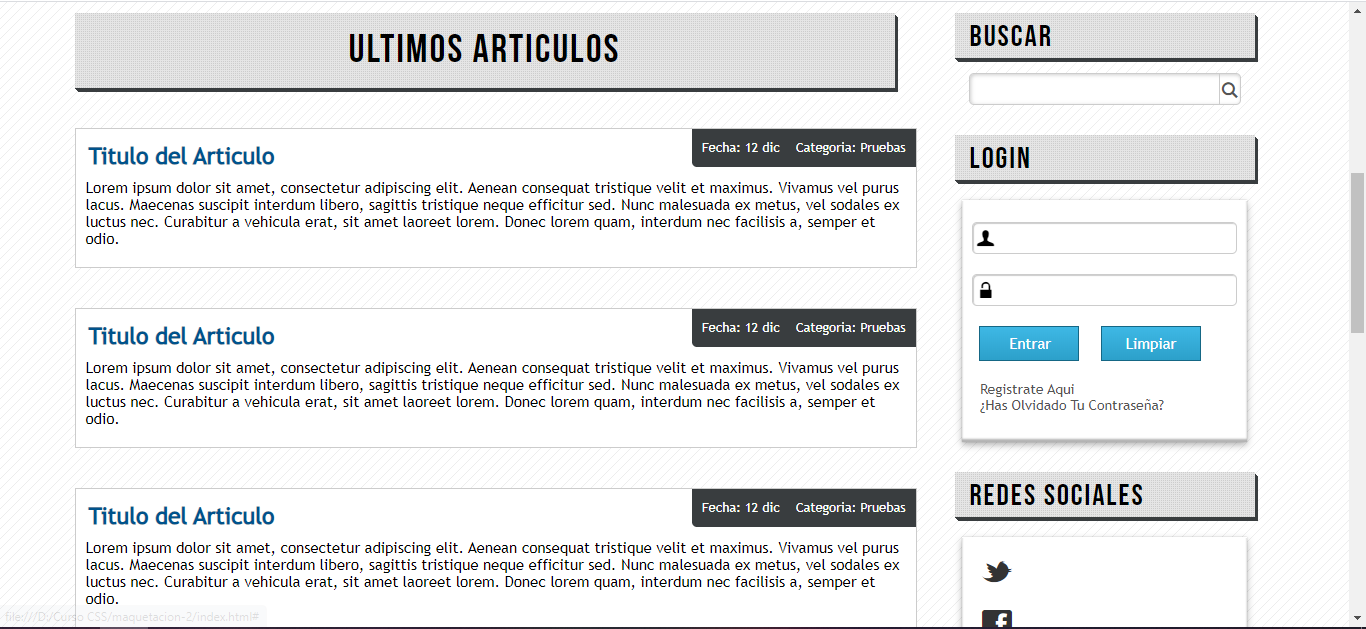 ULTIMOS ARTICULOS
Titulo del Articulo
Fecha: 12 dic Categoria: Pruebas
Lorem ipsum dolor sit amet, consectetur adipiscing elit. Aenean consequat tristique velit et maximus. Vivamus vel purus
lacus. Maecenas suscipit interdum libero, sagittis tristique neque efficitur sed. Nunc malesuada ex metus, vel sodales ex
luctus nec. Curabitur a vehicula erat, sit amet laoreet lorem. Donec lorem quam, interdum nec facilisis a, semper et
odio.
Titulo del Articulo
Fecha: 12 dic Categoria: Pruebas
Lorem ipsum dolor sit amet, consectetur adipiscing elit. Aenean consequat tristique velit et maximus. Vivamus vel purus
lacus. Maecenas suscipit interdum libero, sagittis tristique neque efficitur sed. Nunc malesuada ex metus, vel sodales ex
luctus nec. Curabitur a vehicula erat, sit amet laoreet lorem. Donec lorem quam, interdum nec facilisis a, semper et
odio.
Titulo del Articulo
Fecha: 12 dic Categoria: Pruebas
Lorem ipsum dolor sit amet, consectetur adipiscing elit. Aenean consequat tristique velit et maximus. Vivamus vel purus
lacus. Maecenas suscipit interdum libero, sagittis tristique neque efficitur sed. Nunc malesuada ex metus, vel sodales ex
luctus nec. Curabitur a vehicula erat, sit amet laoreet lorem. Donec lorem quam, interdum nec facilisis a, semper et
odio.
file:///D:/Curso CSS/maquetacion-2/index.html#
BUSCAR
LOGIN
Entrar
Limpiar
Registrate Aqui
¿Has Olvidado Tu Contraseña?
REDES SOCIALES